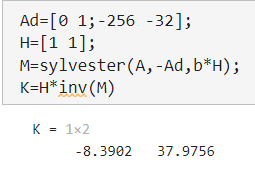 Ad=[0 1;-256 -32];
H=[1 1];
M=sylvester(A,-Ad,b*H);
K=H*inv(M)
K = 1×2
-8.3902 37.9756